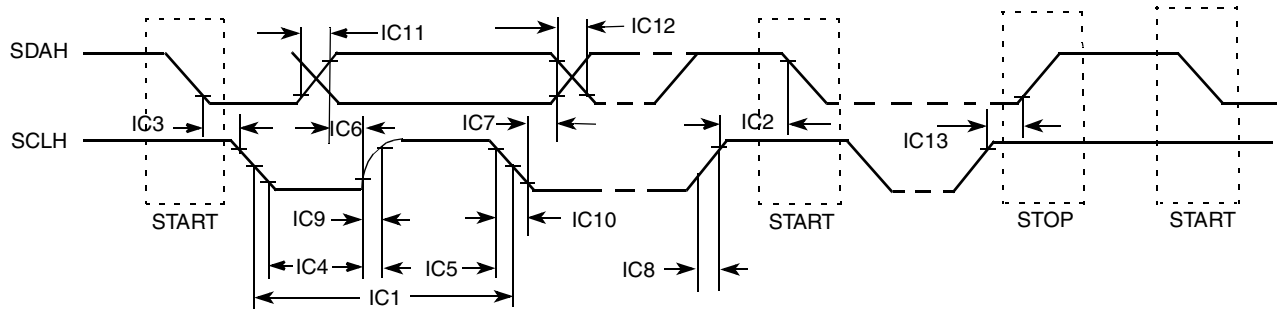 IC11
IC12
SDAH
IC3
IC6
IC7
IC2
IC13
SCLH
START
IC9
IC10
START
STOP
START
IC4
IC5
IC8
IC1